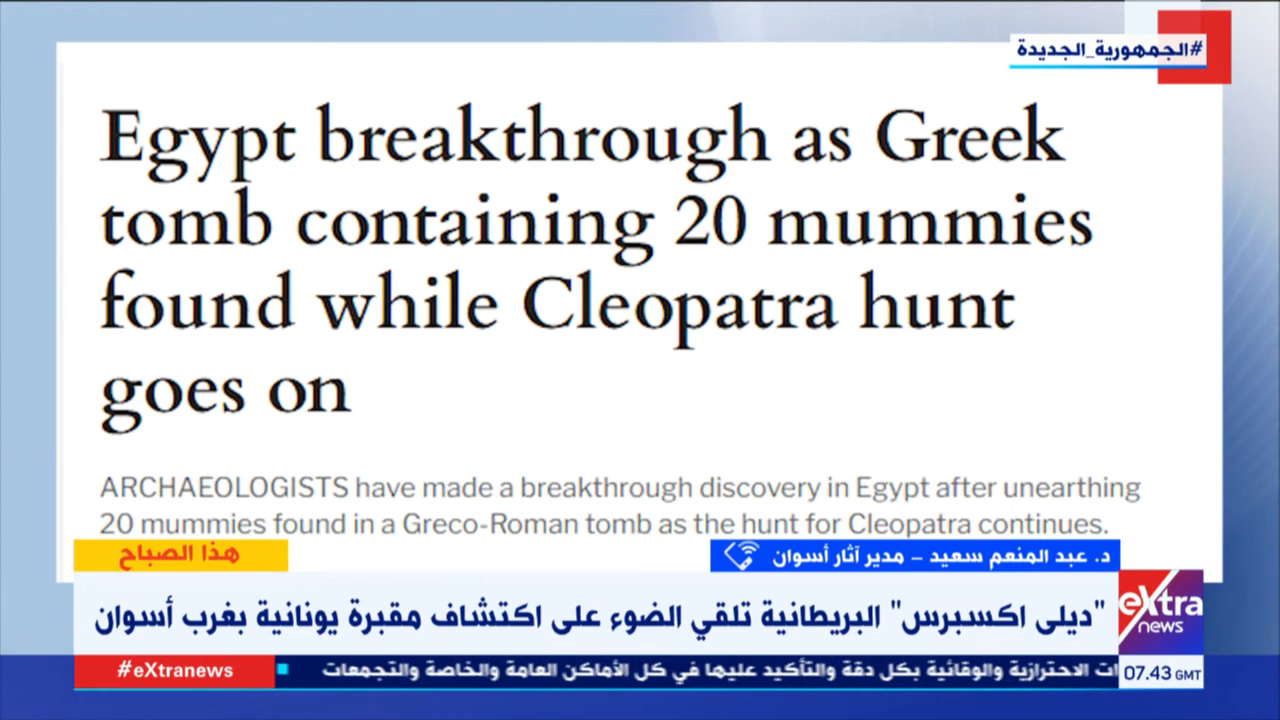 #الجمهورية_الجديدة
Egypt breakthrough as Greek
tomb containing 20 mummies
found while Cleopatra hunt
goes on
ARCHAEOLOGISTS have made a breakthrough discovery in Egypt after unearthing
20 mummies found in a Greco-Roman tomb as the hunt for Cleopatra continues.
هذا الصباح
د. عبد المنعم سعيد - مدير آثار أسوان
"ديلى اكسبرس" البريطانية تلقي الضوء على اكتشاف مقبرة يونانية بغرب أسوان
eXtra
news
#eXtranews
الاحترازية والوقائية بكل دقة والتأكيد عليها في كل الأماكن العامة والخاصة والتجمعات
07.43 GMT